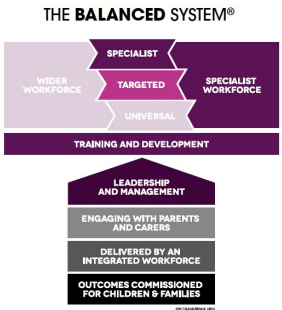 THE BALANCED SYSTEM®
SPECIALIST
WIDER
WORKFORCE
TARGETED
SPECIALIST
WORKFORCE
UNIVERSAL
TRAINING AND DEVELOPMENT
LEADERSHIP
AND MANAGEMENT
ENGAGING WITH PARENTS
AND CARERS
DELIVERED BY AN
INTEGRATED WORKFORCE
OUTCOMES COMMISSIONED
FOR CHILDREN & FAMILIES